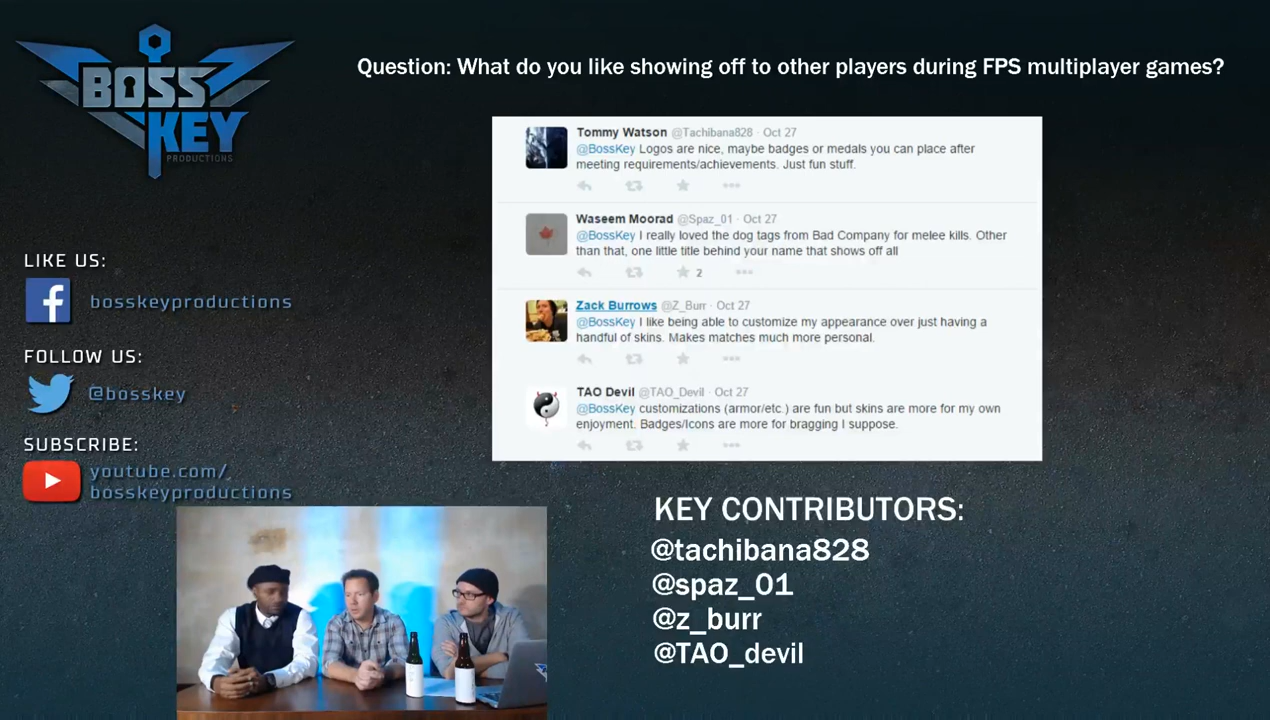 BOSS
KEY
PRODUCTIONS
Question: What do you like showing off to other players during FPS multiplayer games?
Tommy Watson @Tachibana828 · Oct 27
@BossKey Logos are nice, maybe badges or medals you can place after
meeting requirements/achievements. Just fun stuff.
Waseem Moorad @Spaz_01 · Oct 27
@BossKey I really loved the dog tags from Bad Company for melee kills. Other
than that, one little title behind your name that shows off all
2
Zack Burrows @Z_Burr · Oct 27
@BossKey I like being able to customize my appearance over just having a
handful of skins. Makes matches much more personal.
TAO Devil @TAO_Devil · Oct 27
@BossKey customizations (armor/etc.) are fun but skins are more for my own
enjoyment. Badges/Icons are more for bragging I suppose.
LIKE US:
bosskeyproductions
FOLLOW US:
@bosskey
SUBSCRIBE:
youtube.com/
bosskeyproductions
KEY CONTRIBUTORS:
@tachibana828
@spaz_01
@z_burr
@TAO_devil